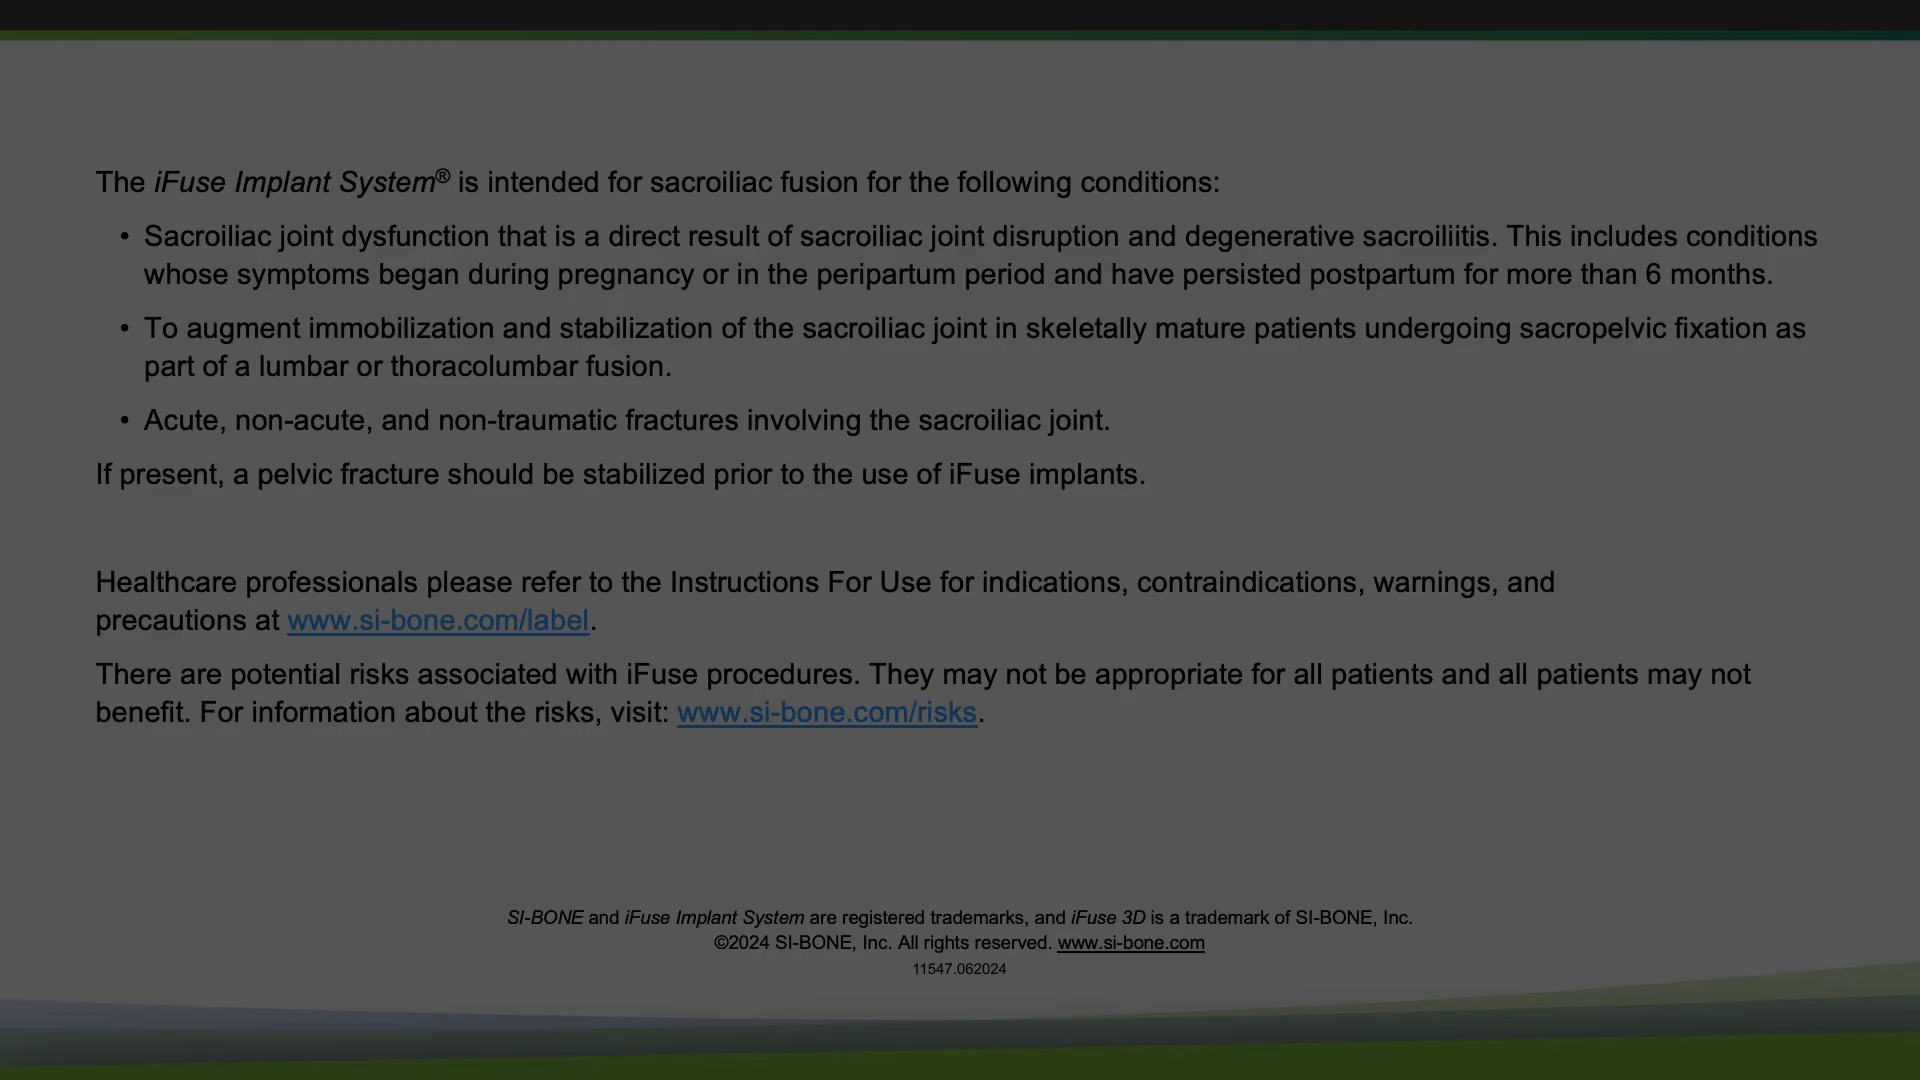 The iFuse Implant System® is intended for sacroiliac fusion for the following conditions:
• Sacroiliac joint dysfunction that is a direct result of sacroiliac joint disruption and degenerative sacroiliitis. This includes conditions
whose symptoms began during pregnancy or in the peripartum period and have persisted postpartum for more than 6 months.
• To augment immobilization and stabilization of the sacroiliac joint in skeletally mature patients undergoing sacropelvic fixation as
part of a lumbar or thoracolumbar fusion.
• Acute, non-acute, and non-traumatic fractures involving the sacroiliac joint.
If present, a pelvic fracture should be stabilized prior to the use of iFuse implants.
Healthcare professionals please refer to the Instructions For Use for indications, contraindications, warnings, and
precautions at www.si-bone.com/label.
There are potential risks associated with iFuse procedures. They may not be appropriate for all patients and all patients may not
benefit. For information about the risks, visit: www.si-bone.com/risks.
SI-BONE and iFuse Implant System are registered trademarks, and iFuse 3D is a trademark of SI-BONE, Inc.
©2024 SI-BONE, Inc. All rights reserved. www.si-bone.com
11547.062024